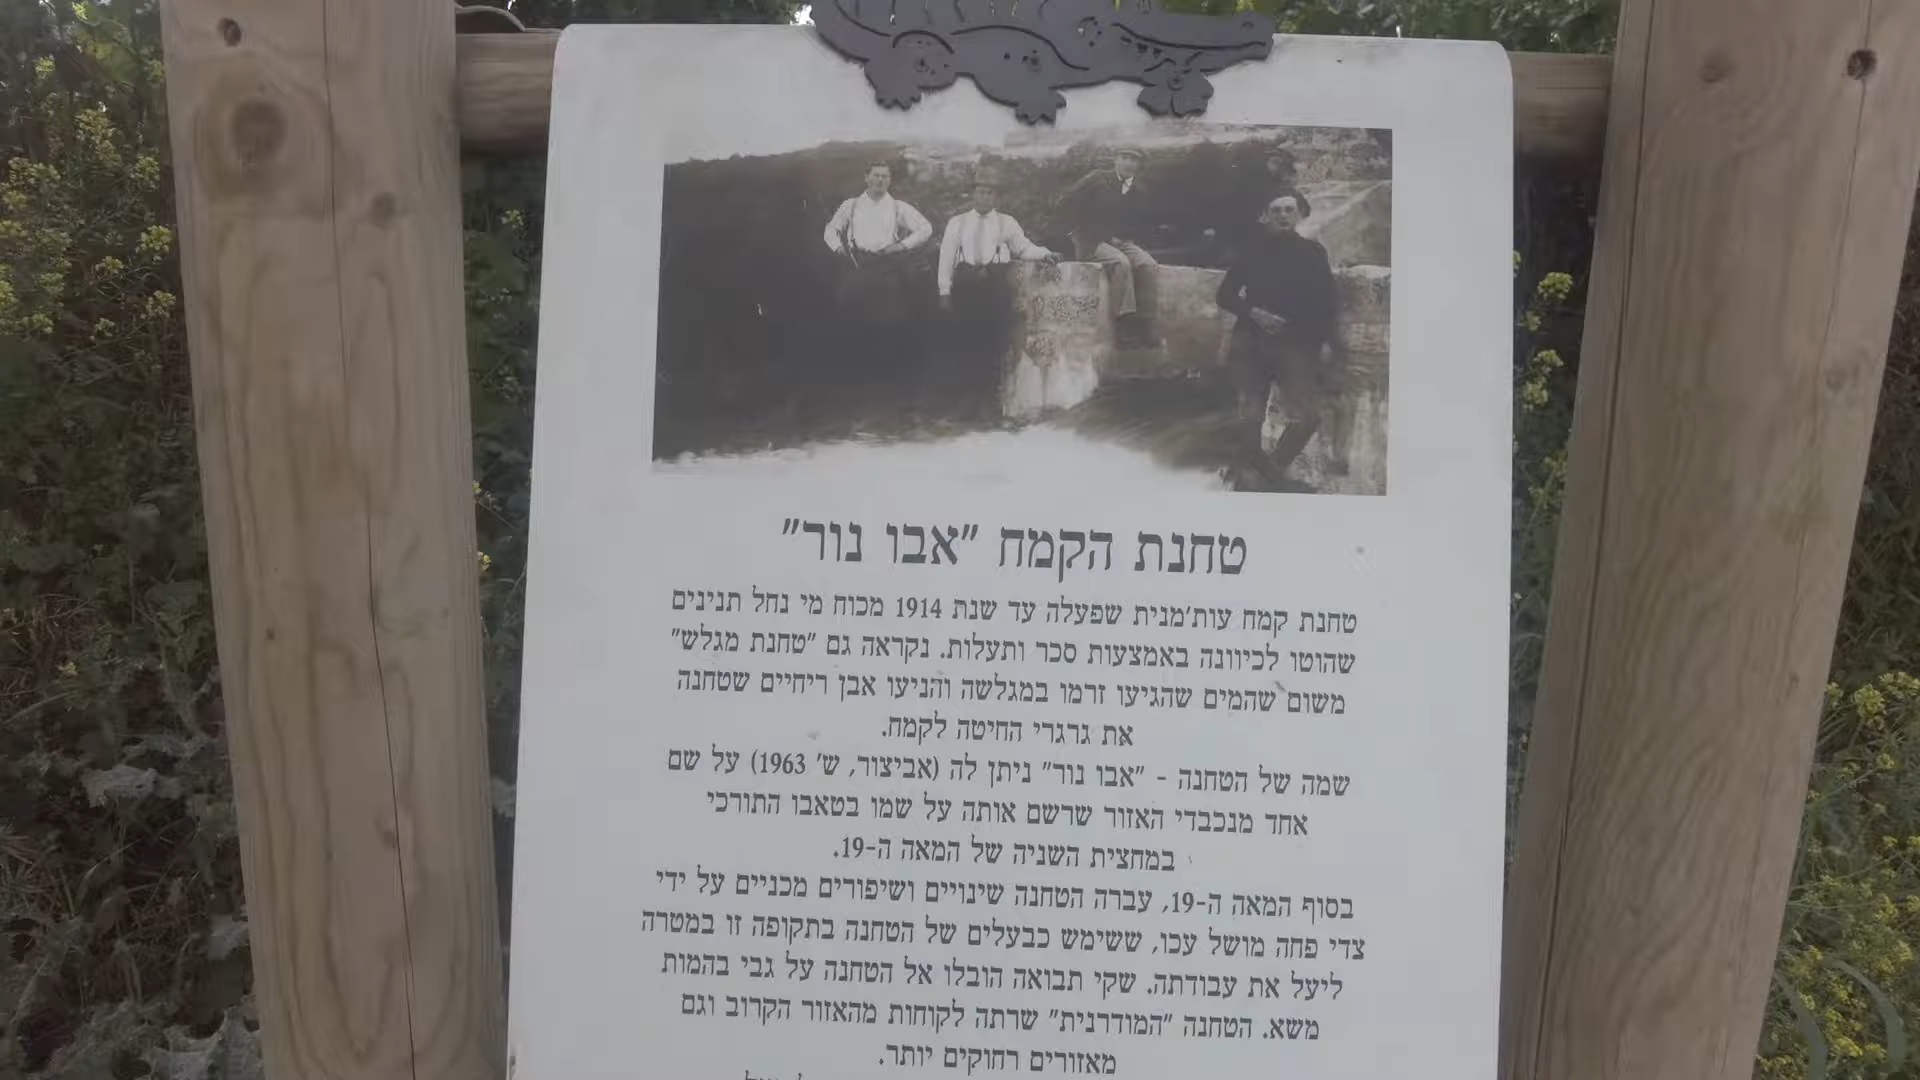 טחנת הקמח "אבו נור"
טחנת קמח עות'מנית שפעלה עד שנת 1914 מכוח מי נחל תנינים
שהוטו לכיוונה באמצעות סכר ותעלות. נקראה גם "טחנת מגלש"
משום שהמים שהגיעו זרמו במגלשה והניעו אבן ריחיים שטחנה
את גרגרי החיטה לקמח.
שמה של הטחנה - "אבו נור" ניתן לה (אביצור, ש' 1963) על שם
אחד מנכבדי האזור שרשם אותה על שמו בטאבו התורכי
במחצית השניה של המאה ה-19.
בסוף המאה ה-19, עברה הטחנה שינויים ושיפורים מכניים על ידי
צדי פחה מושל עכו, ששימש כבעלים של הטחנה בתקופה זו במטרה
ליעל את עבודתה. שקי תבואה הובלו אל הטחנה על גבי בהמות
משא. הטחנה "המודרנית" שרתה לקוחות מהאזור הקרוב וגם
מאזורים רחוקים יותר.